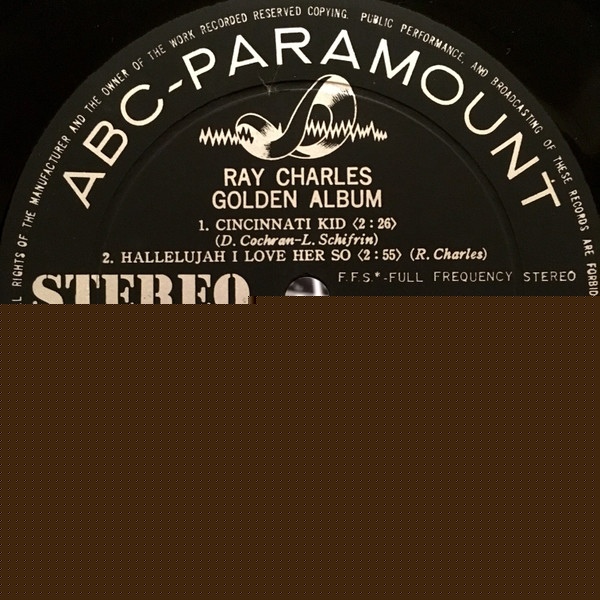 ALL RIGHTS OF THE MANUFACTURER AND THE OWNER OF THE WORK RECORDED RESERVED COPYING, PUBLIC PERFORMANCE, AND BROADCASTING OF THESE RECORDS ARE FORBID
ABC-PARAMOUNT
RAY CHARLES
GOLDEN ALBUM
1. CINCINNATI KID ⟨2:26⟩
(D. Cochran-L. Schifrin)
2. HALLELUJAH I LOVE HER SO ⟨2:55⟩ (R. Charles)
STEREO
F.F.S.*-FULL FREQUENCY STEREO